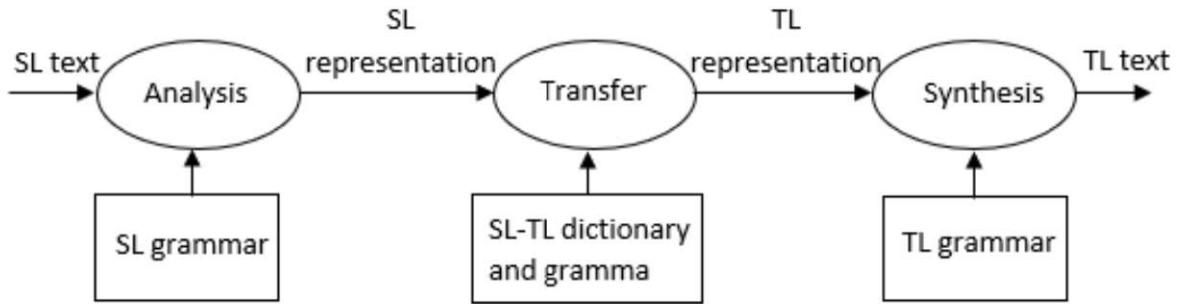 SL text
Analysis
SL
representation
Transfer
TL
representation
Synthesis
TL text
SL grammar
SL-TL dictionary
and gramma
TL grammar